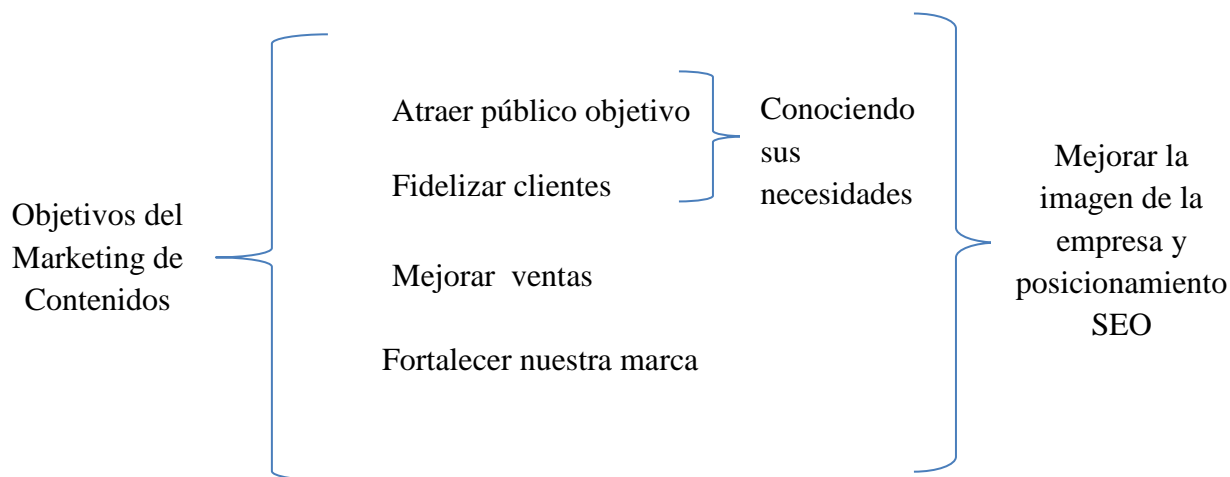 Objetivos del
Marketing de
Contenidos
Atraer público objetivo
Fidelizar clientes
Mejorar ventas
Fortalecer nuestra marca
Conociendo
sus
necesidades
Mejorar la
imagen de la
empresa y
posicionamiento
SEO